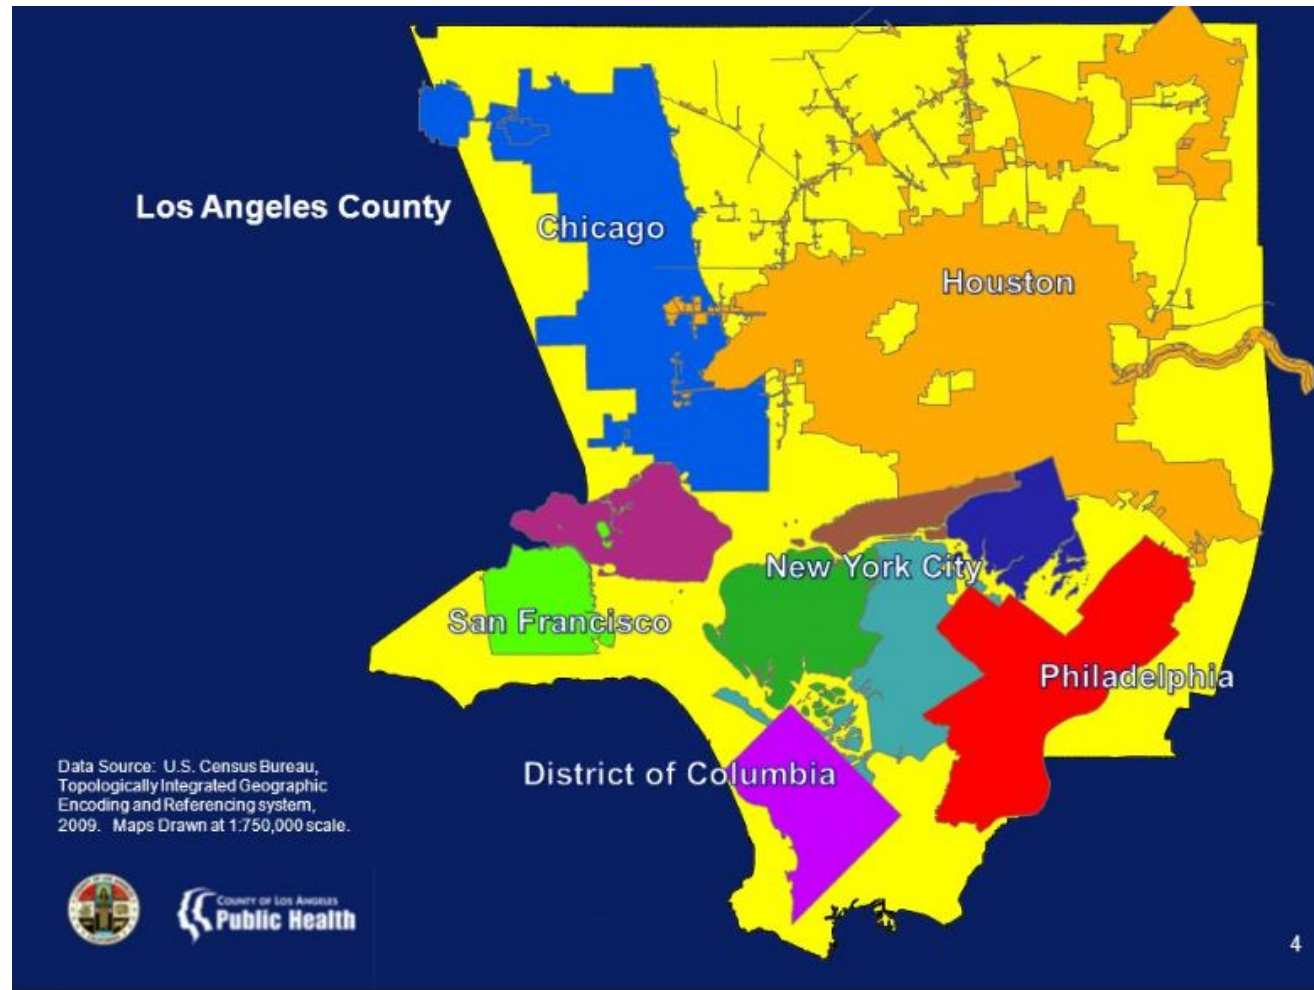 Los Angeles County
Chicago
Houston
New York City
San Francisco
Philadelphia
District of Columbia
Data Source:  U.S. Census Bureau,
Topologically Integrated Geographic
Encoding and Referencing system,
2009.   Maps Drawn at 1:750,000 scale.
COUNTY OF LOS ANGELES
Public Health
4